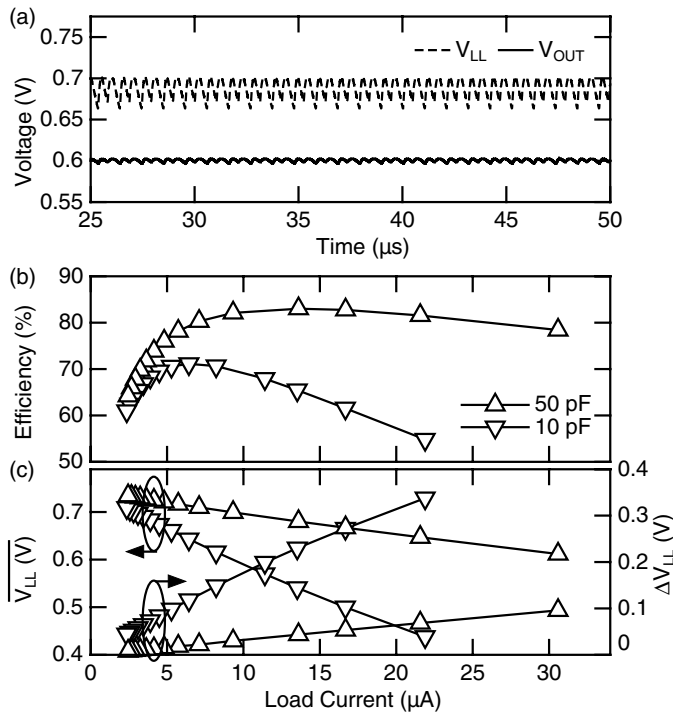 (a)
0.75
0.7
0.65
0.6
0.55
Voltage (V)
V_LL V_OUT
25 30 35 40 45 50
Time (µs)
(b)
90
80
70
60
50
Efficiency (%)
50 pF
10 pF
(c)
0.7
0.6
0.5
0.4
V_LL (V)
0.4
0.3
0.2
0.1
0
ΔV_LL (V)
0 5 10 15 20 25 30
Load Current (µA)